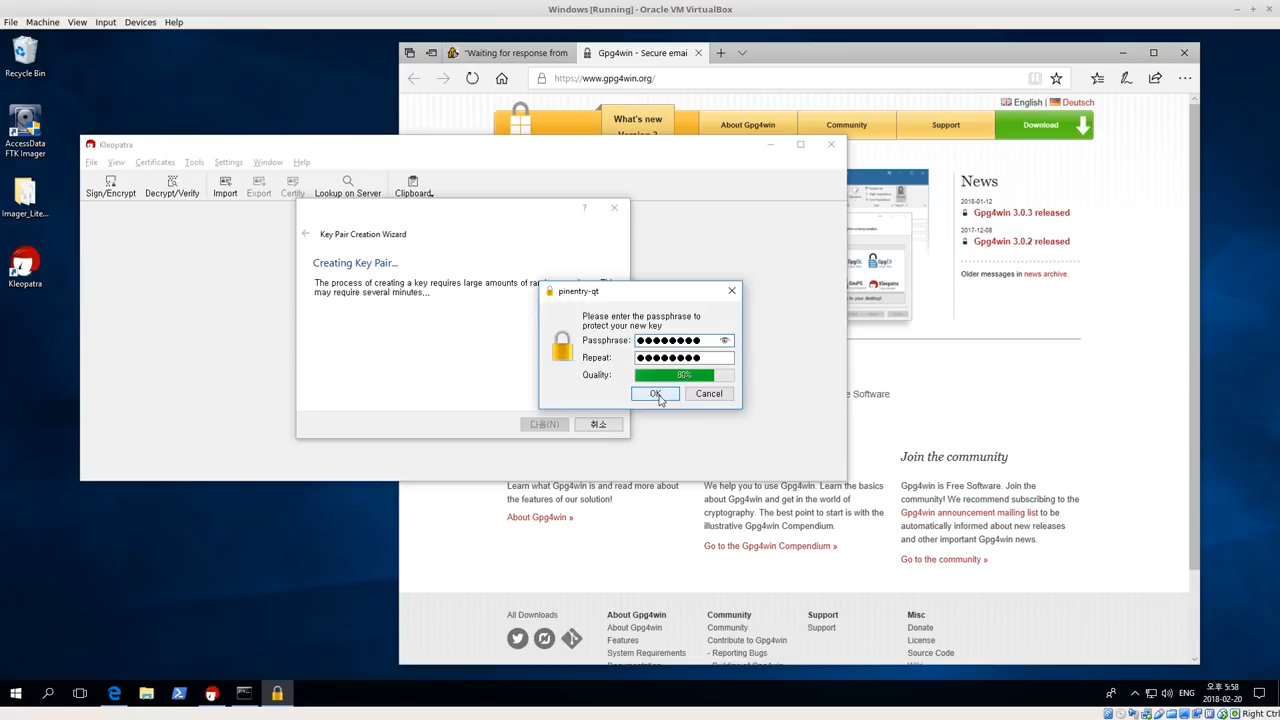 Windows [Running] - Oracle VM VirtualBox
File Machine View Input Devices Help
Recycle Bin
AccessData
FTK Imager
Imager_Lite...
Kleopatra
"Waiting for response from
Gpg4win - Secure emai
https://www.gpg4win.org/
English | Deutsch
What's new
About Gpg4win
Community
Support
Download
Kleopatra
File View Certificates Tools Settings Window Help
Sign/Encrypt Decrypt/Verify Import Export Certify Lookup on Server Clipboard
Key Pair Creation Wizard
Creating Key Pair...
The process of creating a key requires large amounts of
may require several minutes...
다음(N)
취소
pinentry-qt
Please enter the passphrase to
protect your new key
Passphrase: ●●●●●●●●
Repeat: ●●●●●●●●
Quality: 80%
OK
Cancel
News
2018-01-12
Gpg4win 3.0.3 released
2017-12-08
Gpg4win 3.0.2 released
Older messages in news archive.
e Software
Learn what Gpg4win is and read more about
the features of our solution!
About Gpg4win »
We help you to use Gpg4win. Learn the basics
about Gpg4win and get in the world of
cryptography. The best point to start is with the
illustrative Gpg4win Compendium.
Go to the Gpg4win Compendium »
Join the community
Gpg4win is Free Software. Join the
community! We recommend subscribing to the
Gpg4win announcement mailing list to be
automatically informed about new releases
and other important Gpg4win news.
Go to the community »
All Downloads
About Gpg4win
About Gpg4win
Features
System Requirements
Community
Community
Contribute to Gpg4win
- Reporting Bugs
Support
Support
Misc
Donate
License
Source Code
ENG
오후 5:58
2018-02-20
Right Ctrl